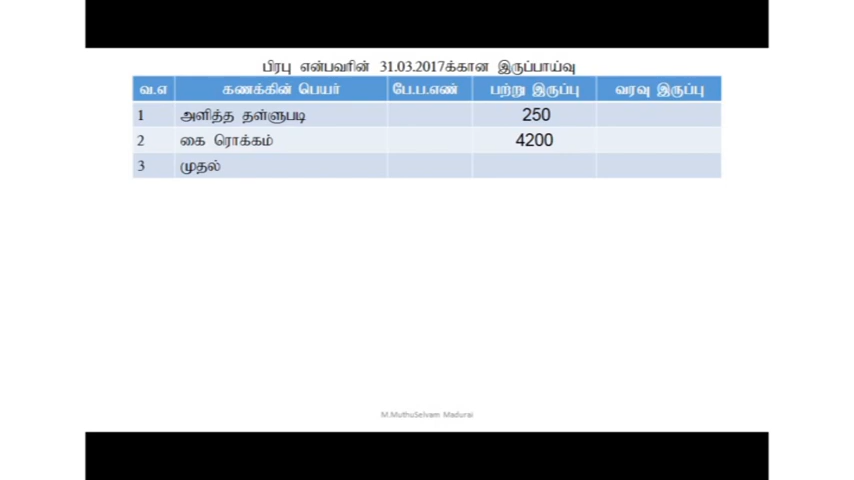 பிரபு என்பவரின் 31.03.2017க்கான இருப்பாய்வு
வ.எ கணக்கின் பெயர் பே.ப.எண் பற்று இருப்பு வரவு இருப்பு
1 அளித்த தள்ளுபடி 250
2 கை ரொக்கம் 4200
3 முதல்
M.MuthuSelvam Madurai